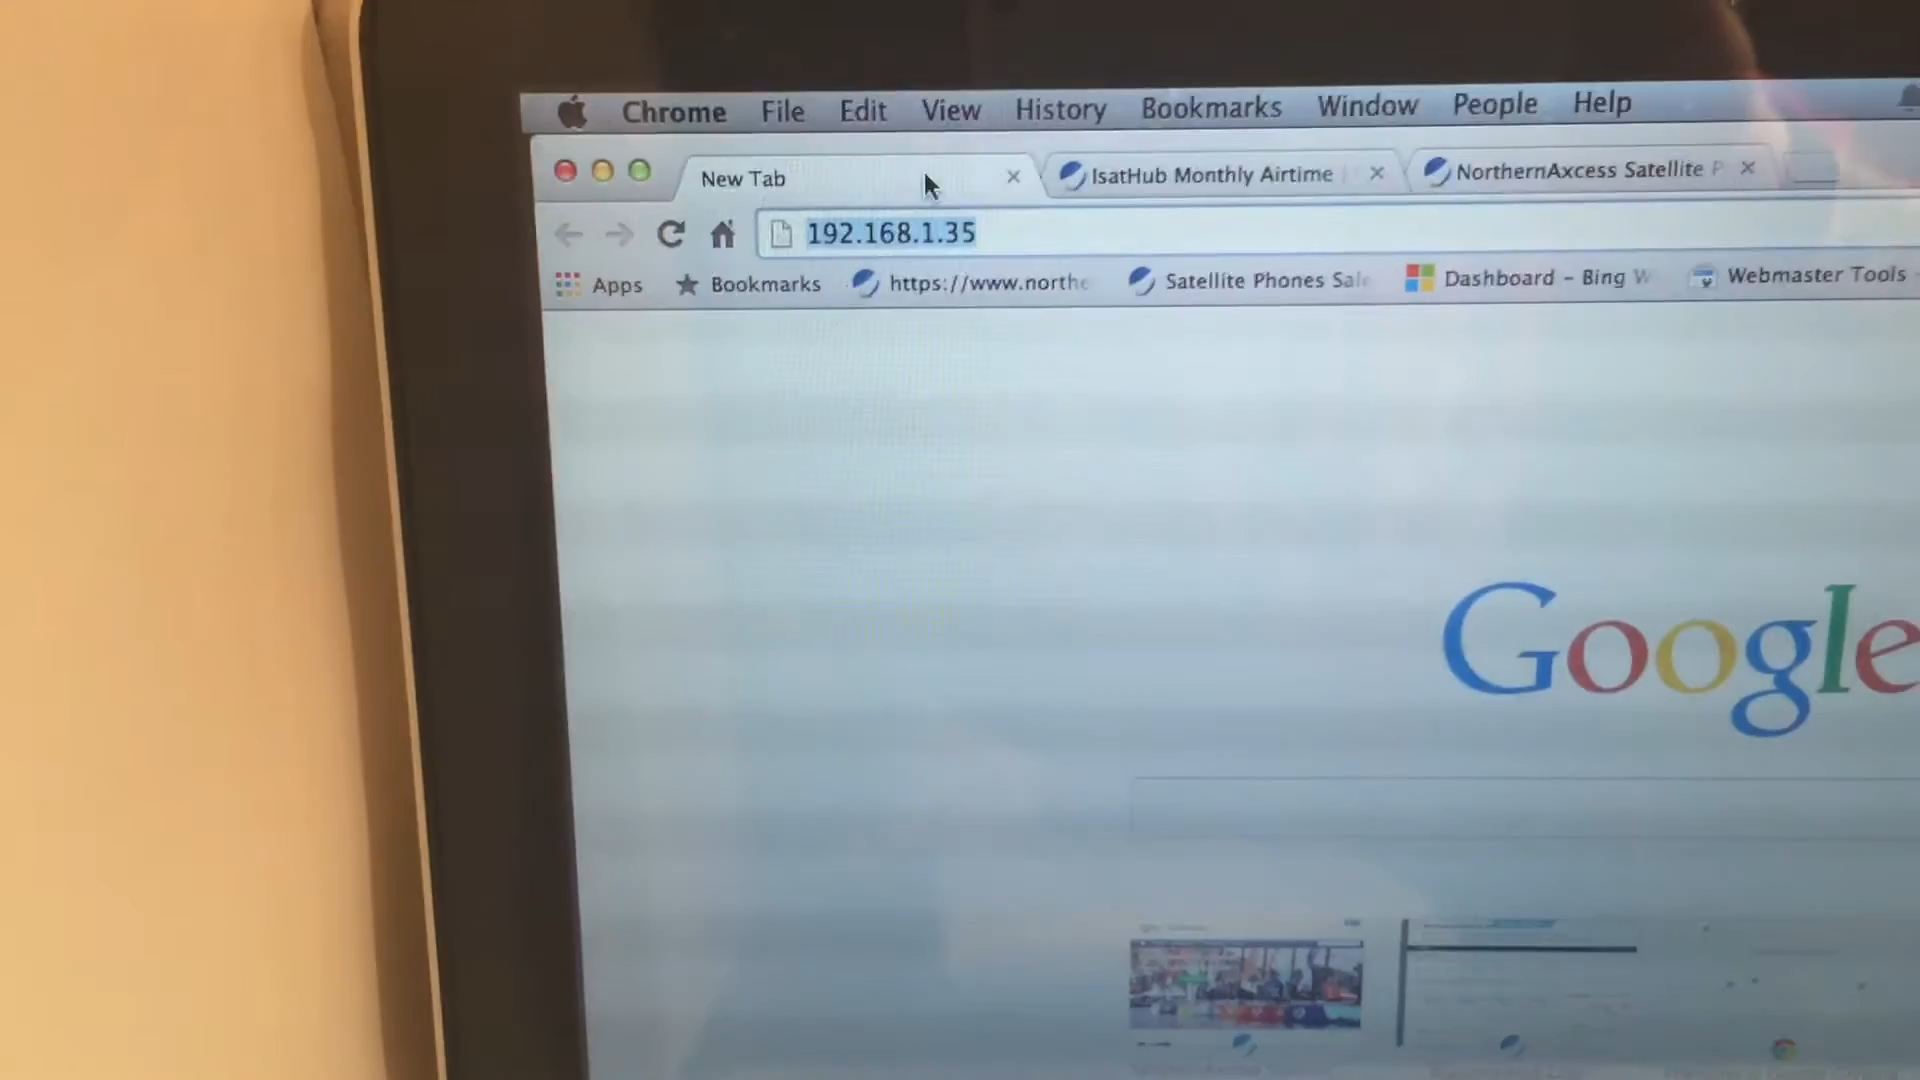 Chrome File Edit View History Bookmarks Window People Help
New Tab IsatHub Monthly Airtime NorthernAxcess Satellite P
192.168.1.35
Apps Bookmarks https://www.northe Satellite Phones Sale Dashboard - Bing W Webmaster Tools
Google